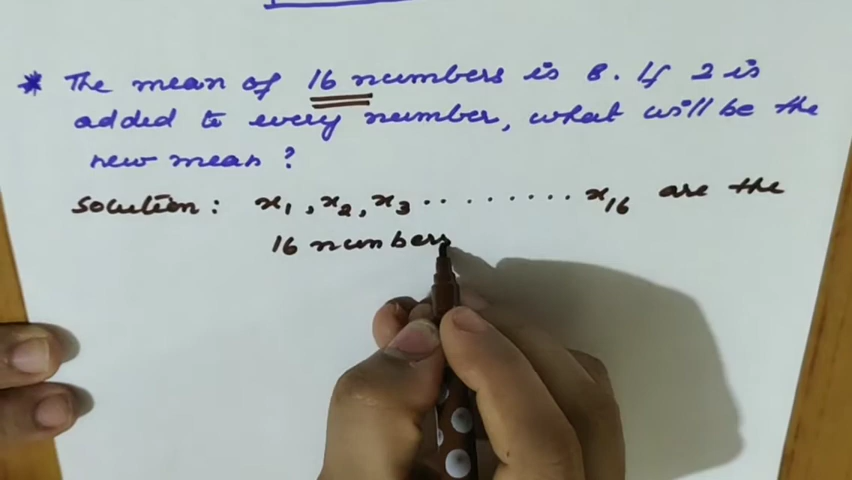 * The mean of 16 numbers is 8. If 2 is
added to every number, what will be the
new mean?
Solution: x₁, x₂, x₃ .......... x₁₆ are the
16 numbers